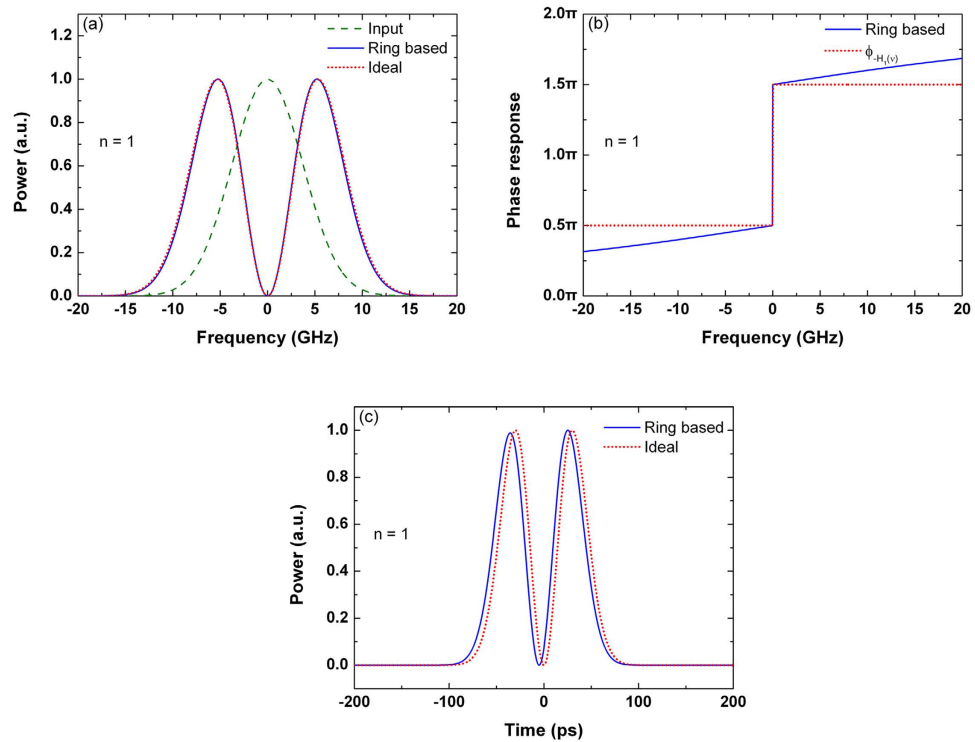 (a)
Input
Ring based
Ideal
n = 1
Power (a.u.)
1.2
1.0
0.8
0.6
0.4
0.2
0.0
-20 -15 -10 -5 0 5 10 15 20
Frequency (GHz)
(b)
Ring based
ϕ-H₁(ν)
n = 1
Phase response
2.0π
1.5π
1.0π
0.5π
0.0π
-20 -15 -10 -5 0 5 10 15 20
Frequency (GHz)
(c)
Ring based
Ideal
n = 1
Power (a.u.)
1.0
0.8
0.6
0.4
0.2
0.0
-200 -100 0 100 200
Time (ps)